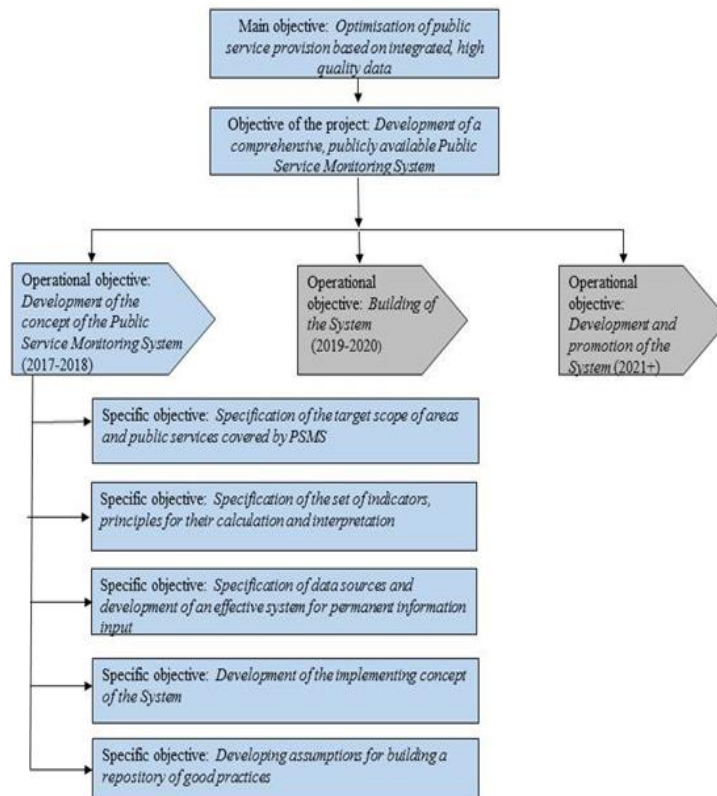 Main objective: Optimisation of public
service provision based on integrated, high
quality data
Objective of the project: Development of a
comprehensive, publicly available Public
Service Monitoring System
Operational objective:
Development of the
concept of the Public
Service Monitoring System
(2017-2018)
Operational
objective: Building of
the System
(2019-2020)
Operational
objective:
Development and
promotion of the
System (2021+)
Specific objective: Specification of the target scope of areas
and public services covered by PSMS
Specific objective: Specification of the set of indicators,
principles for their calculation and interpretation
Specific objective: Specification of data sources and
development of an effective system for permanent information
input
Specific objective: Development of the implementing concept
of the System
Specific objective: Developing assumptions for building a
repository of good practices